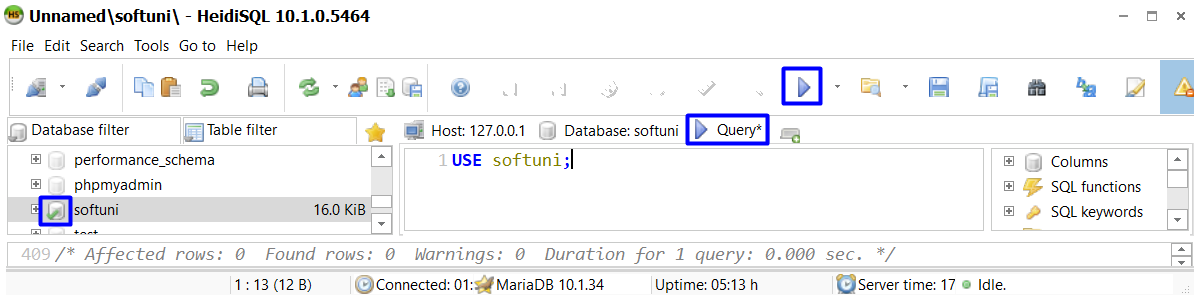 Unnamed\softuni\ - HeidiSQL 10.1.0.5464
File Edit Search Tools Go to Help
Database filter Table filter Host: 127.0.0.1 Database: softuni Query*
performance_schema
phpmyadmin
softuni 16.0 KiB
test
1 USE softuni;
Columns
SQL functions
SQL keywords
409 /* Affected rows: 0 Found rows: 0 Warnings: 0 Duration for 1 query: 0.000 sec. */
1 : 13 (12 B) Connected: 01: MariaDB 10.1.34 Uptime: 05:13 h Server time: 17 Idle.